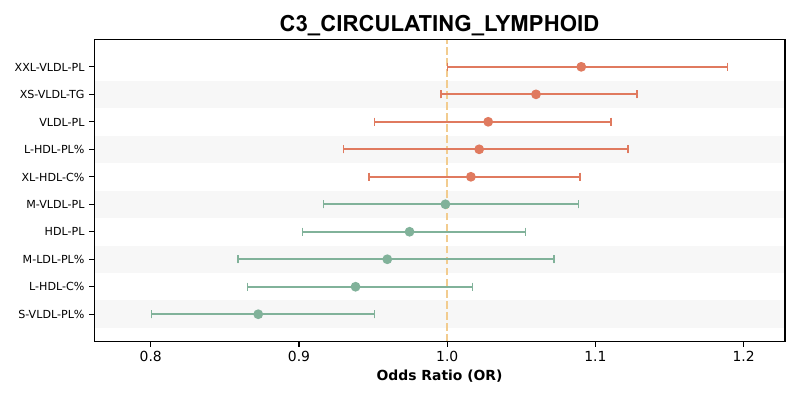 C3_CIRCULATING_LYMPHOID
XXL-VLDL-PL
XS-VLDL-TG
VLDL-PL
L-HDL-PL%
XL-HDL-C%
M-VLDL-PL
HDL-PL
M-LDL-PL%
L-HDL-C%
S-VLDL-PL%
0.8 0.9 1.0 1.1 1.2
Odds Ratio (OR)